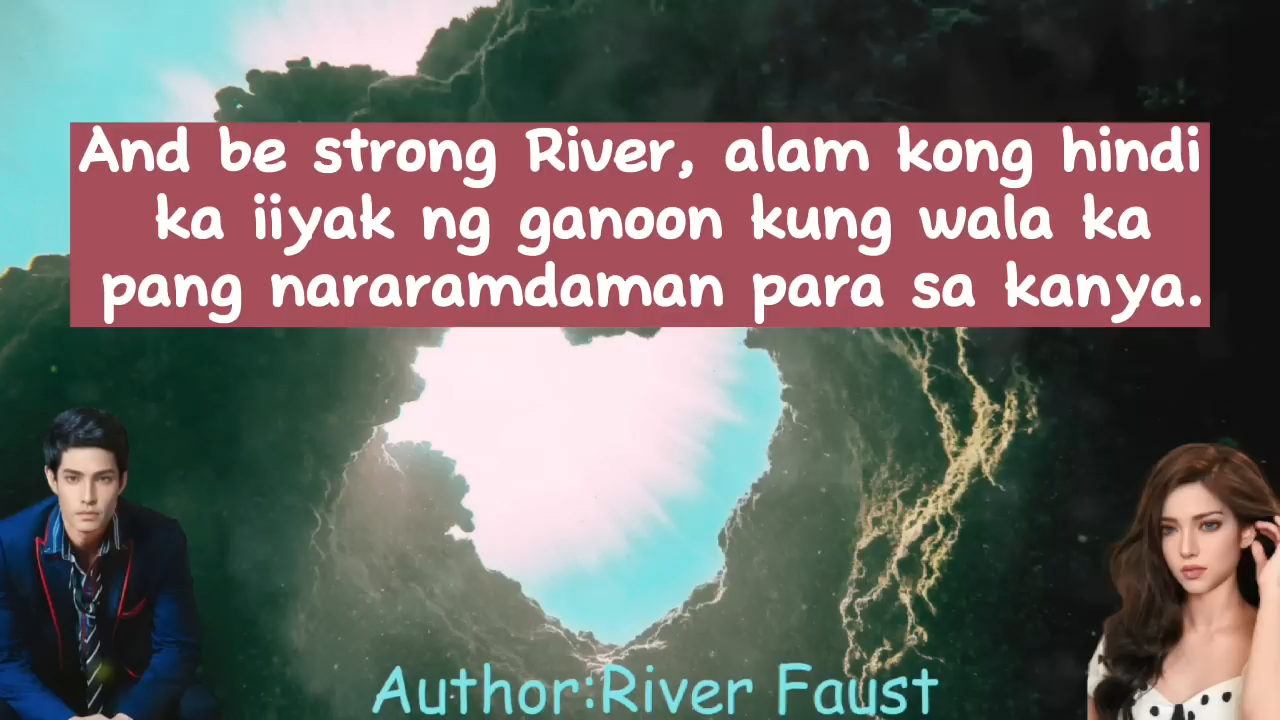 And be strong River, alam kong hindi
ka iiyak ng ganoon kung wala ka
pang nararamdaman para sa kanya.
Author:River Faust